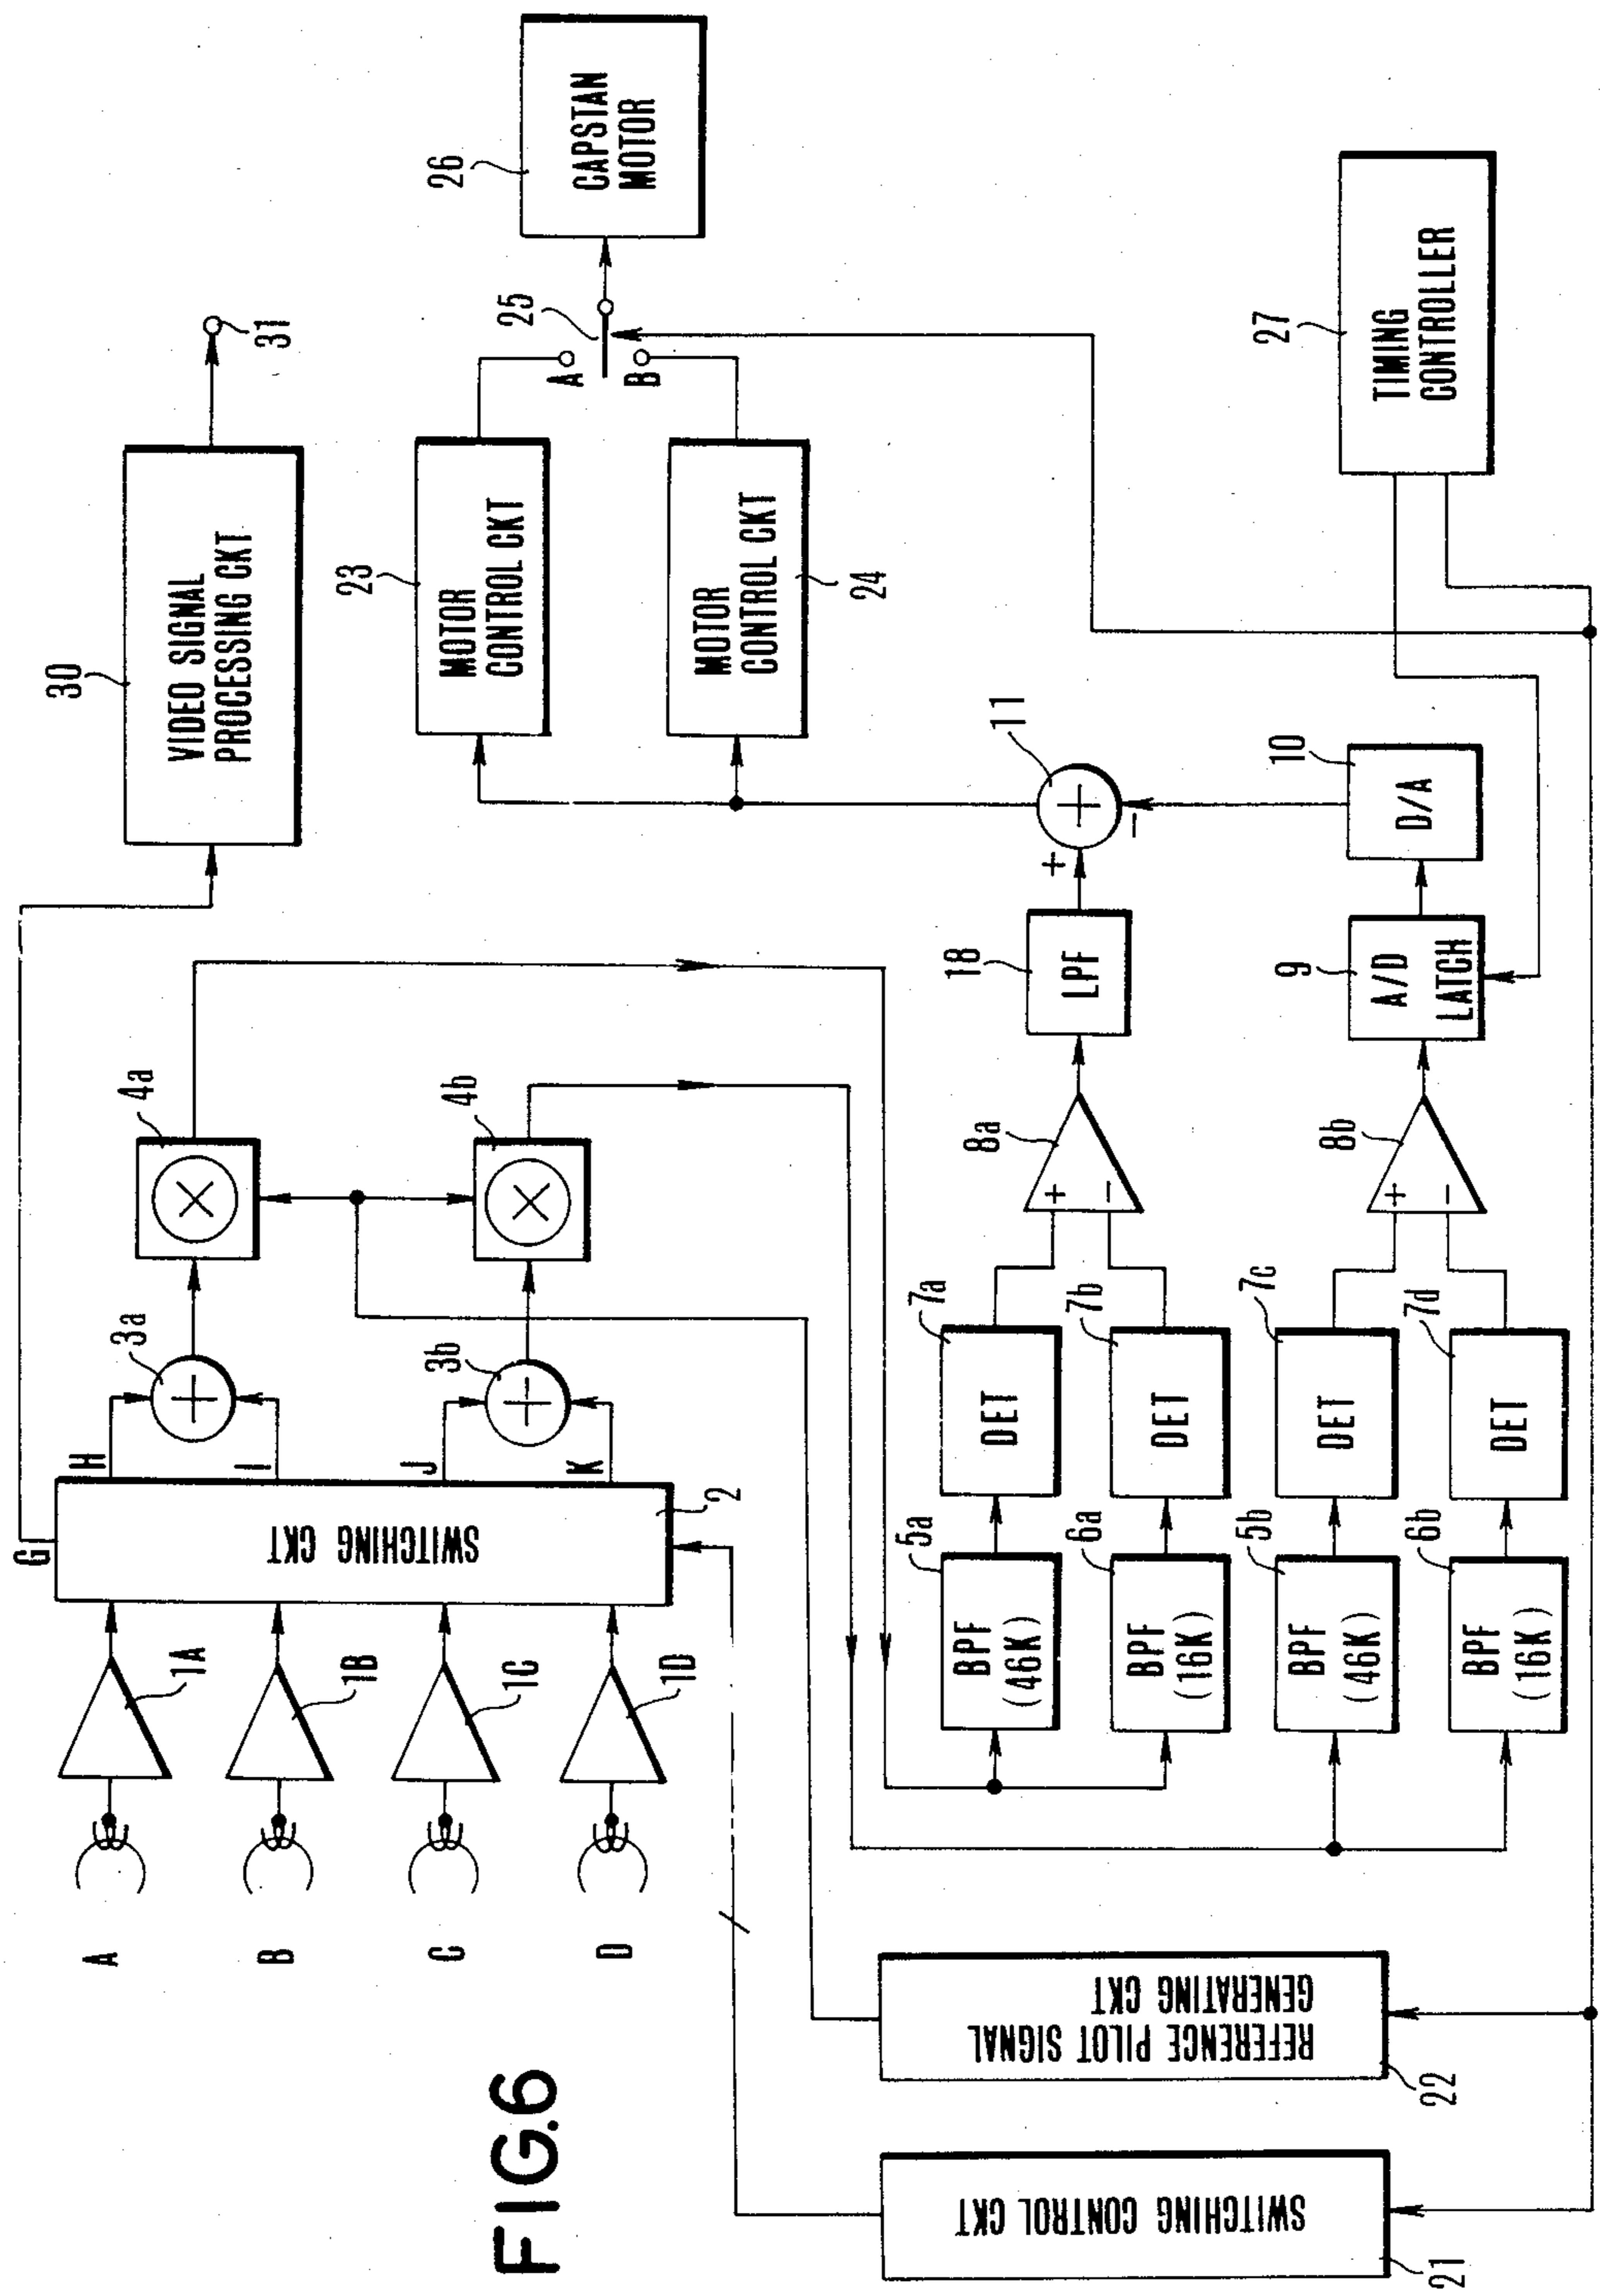 FIG.6
A
1A
B
1B
C
1C
D
1D
G
SWITCHING CKT
2
H
I
J
K
3a
3b
4a
4b
30
VIDEO SIGNAL
PROCESSING CKT
31
23
MOTOR
CONTROL CKT
MOTOR
CONTROL CKT
24
A
B
25
26
CAPSTAN
MOTOR
5a
BPF
(46K)
7a
DET
6a
BPF
(16K)
7b
DET
5b
BPF
(46K)
7c
DET
6b
BPF
(16K)
7d
DET
8a
+
−
8b
+
−
18
LPF
9
A/D
LATCH
10
D/A
11
+
−
27
TIMING
CONTROLLER
REFERENCE PILOT SIGNAL
GENERATING CKT
22
SWITCHING CONTROL CKT
21